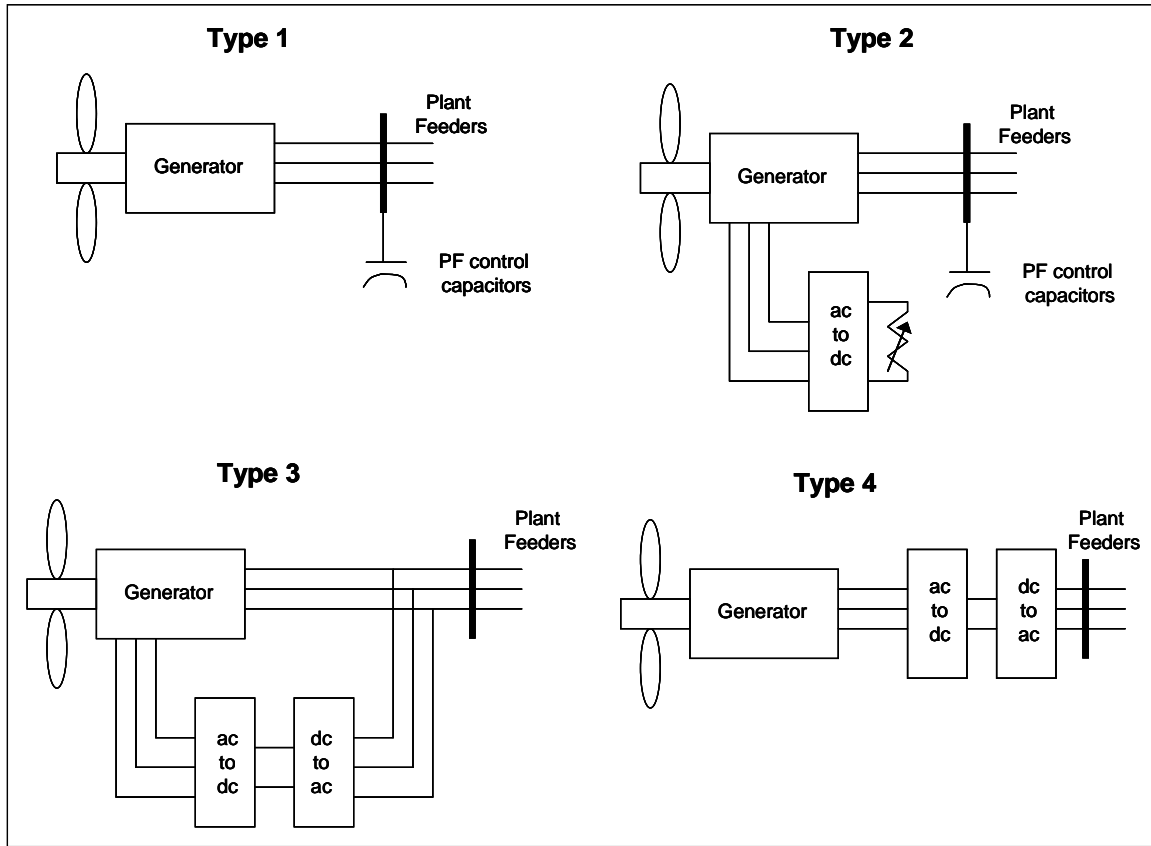 Type 1
Plant
Feeders
Generator
PF control
capacitors
Type 2
Plant
Feeders
Generator
PF control
capacitors
ac
to
dc
Type 3
Plant
Feeders
Generator
ac
to
dc
dc
to
ac
Type 4
Plant
Feeders
Generator
ac
to
dc
dc
to
ac